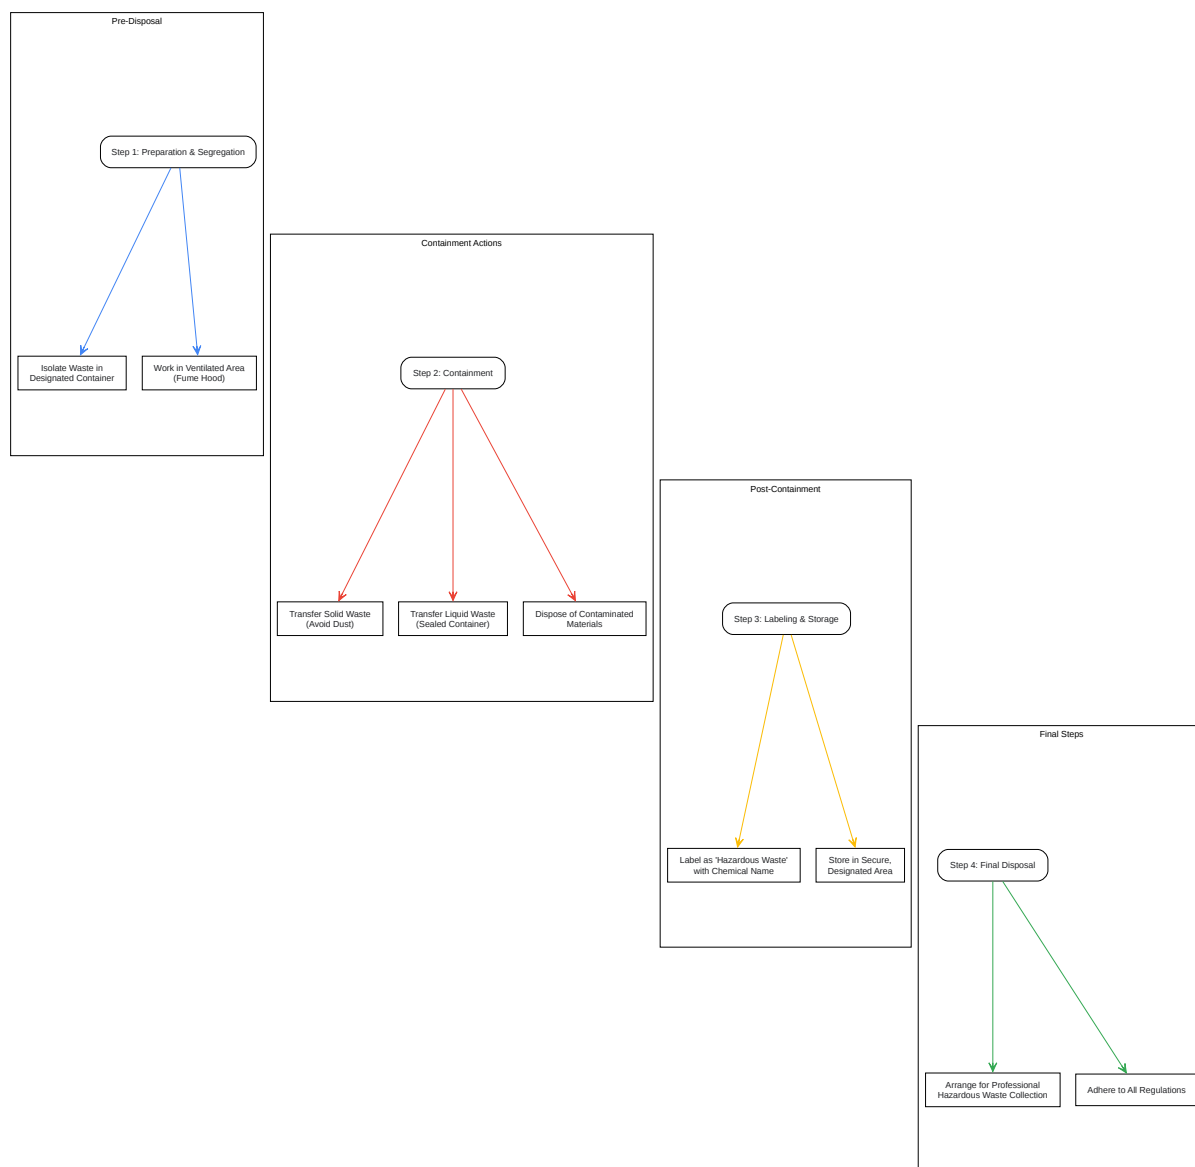 Pre-Disposal
Step 1: Preparation & Segregation
Isolate Waste in
Designated Container
Work in Ventilated Area
(Fume Hood)
Containment Actions
Step 2: Containment
Transfer Solid Waste
(Avoid Dust)
Transfer Liquid Waste
(Sealed Container)
Dispose of Contaminated
Materials
Post-Containment
Step 3: Labeling & Storage
Label as 'Hazardous Waste'
with Chemical Name
Store in Secure,
Designated Area
Final Steps
Step 4: Final Disposal
Arrange for Professional
Hazardous Waste Collection
Adhere to All Regulations